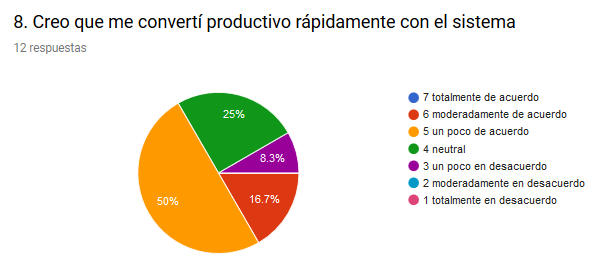 8. Creo que me convertí productivo rápidamente con el sistema
12 respuestas
7 totalmente de acuerdo
6 moderadamente de acuerdo
5 un poco de acuerdo
4 neutral
3 un poco en desacuerdo
2 moderadamente en desacuerdo
1 totalmente en desacuerdo
25%
8.3%
16.7%
50%